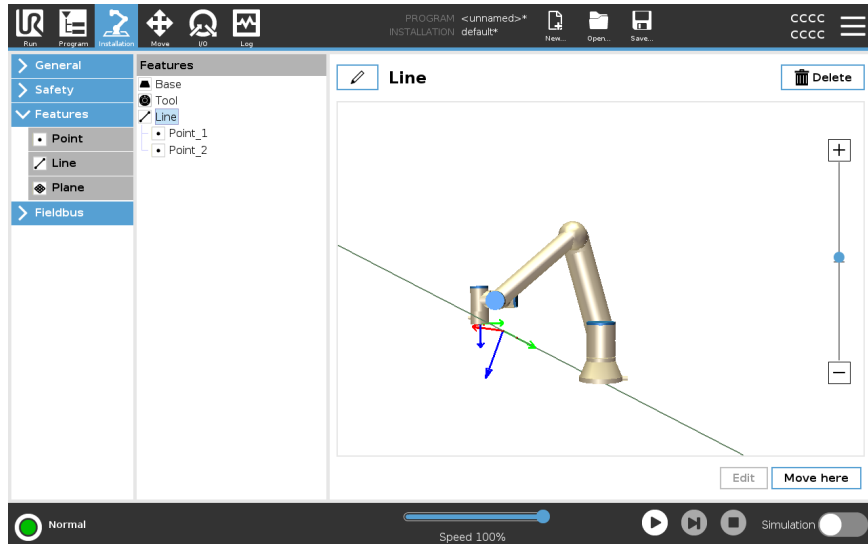 UR
PROGRAM <unnamed>*
INSTALLATION default*
CCCC
CCCC
Run Program Installation Move I/O Log New... Open... Save...
General
Safety
Features
Point
Line
Plane
Fieldbus
Features
Base
Tool
Line
Point_1
Point_2
Line
Delete
Edit Move here
Normal
Speed 100%
Simulation